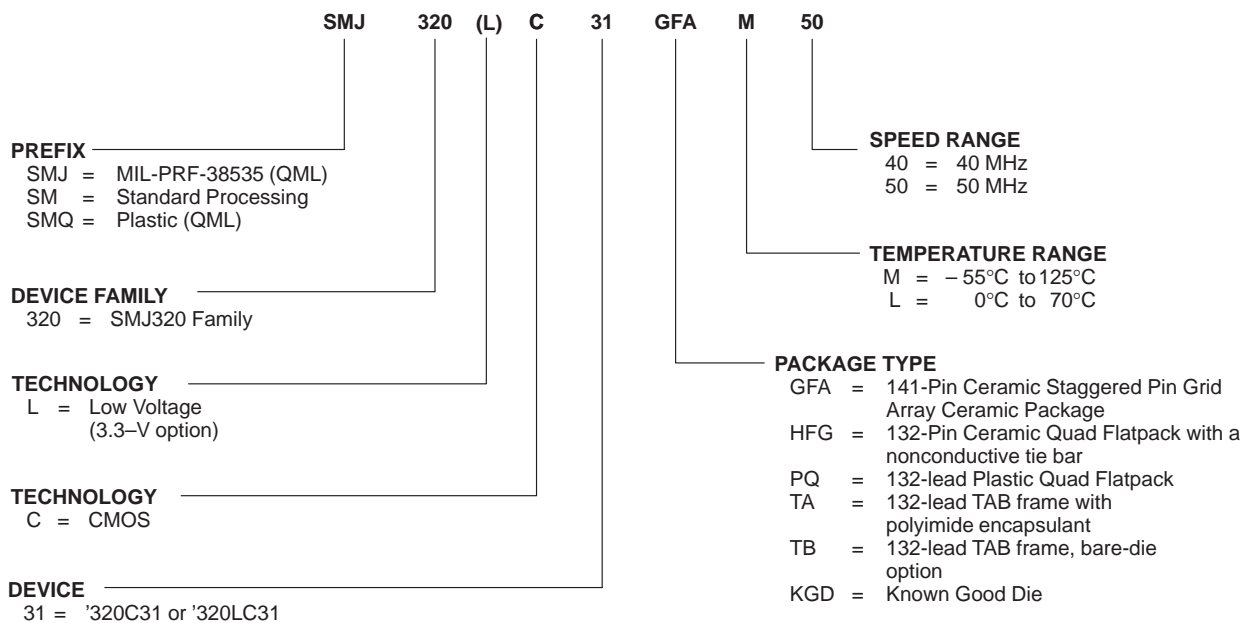 SMJ 320 (L) C 31 GFA M 50
PREFIX
SMJ = MIL-PRF-38535 (QML)
SM = Standard Processing
SMQ = Plastic (QML)
DEVICE FAMILY
320 = SMJ320 Family
TECHNOLOGY
L = Low Voltage
(3.3–V option)
TECHNOLOGY
C = CMOS
DEVICE
31 = ’320C31 or ’320LC31
SPEED RANGE
40 = 40 MHz
50 = 50 MHz
TEMPERATURE RANGE
M = – 55°C to 125°C
L = 0°C to 70°C
PACKAGE TYPE
GFA = 141-Pin Ceramic Staggered Pin Grid
Array Ceramic Package
HFG = 132-Pin Ceramic Quad Flatpack with a
nonconductive tie bar
PQ = 132-lead Plastic Quad Flatpack
TA = 132-lead TAB frame with
polyimide encapsulant
TB = 132-lead TAB frame, bare-die
option
KGD = Known Good Die